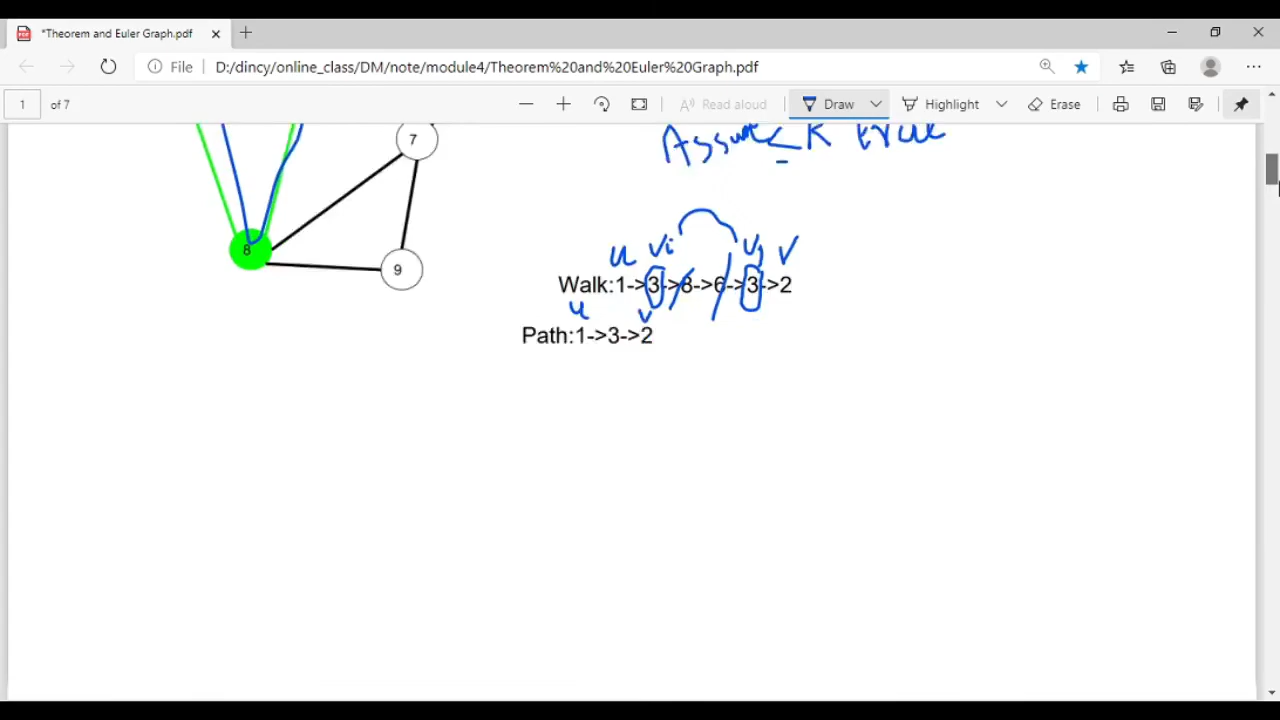 *Theorem and Euler Graph.pdf
File D:/dincy/online_class/DM/note/module4/Theorem%20and%20Euler%20Graph.pdf
1 of 7 Read aloud Draw Highlight Erase
Assume ≤ K true
7
8
9
u vi vj v
Walk:1->3->8->6->3->2
u v
Path:1->3->2